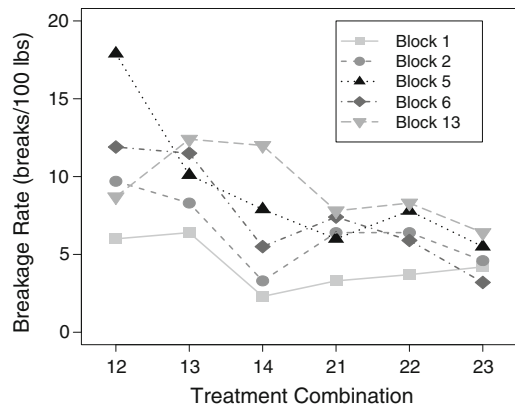 20
15
10
5
0
Breakage Rate (breaks/100 lbs)
Block 1
Block 2
Block 5
Block 6
Block 13
12 13 14 21 22 23
Treatment Combination